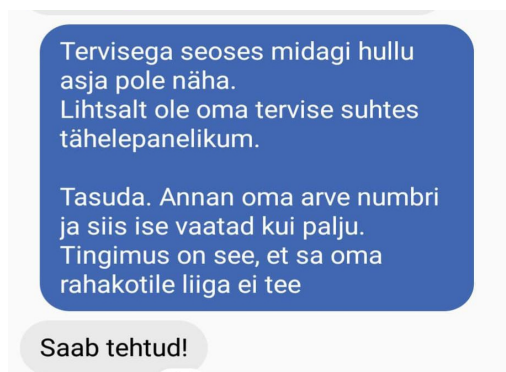 Tervisega seoses midagi hullu
asja pole näha.
Lihtsalt ole oma tervise suhtes
tähelepanelikum.
Tasuda. Annan oma arve numbri
ja siis ise vaatad kui palju.
Tingimus on see, et sa oma
rahakotile liiga ei tee
Saab tehtud!